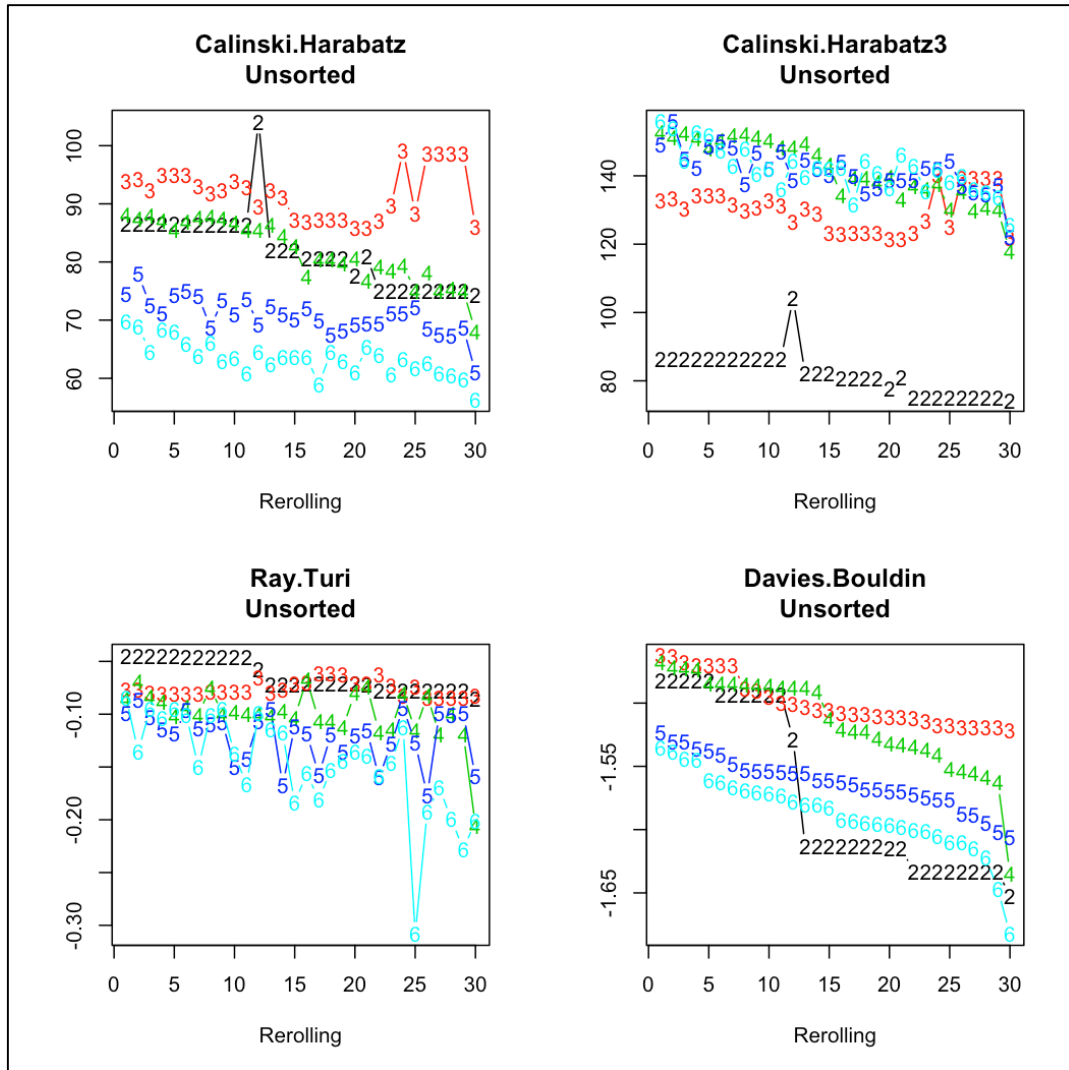 Calinski.Harabatz
Unsorted
100
90
80
70
60
0 5 10 15 20 25 30
Rerolling
Calinski.Harabatz3
Unsorted
140
120
100
80
0 5 10 15 20 25 30
Rerolling
Ray.Turi
Unsorted
-0.10
-0.20
-0.30
0 5 10 15 20 25 30
Rerolling
Davies.Bouldin
Unsorted
-1.55
-1.65
0 5 10 15 20 25 30
Rerolling